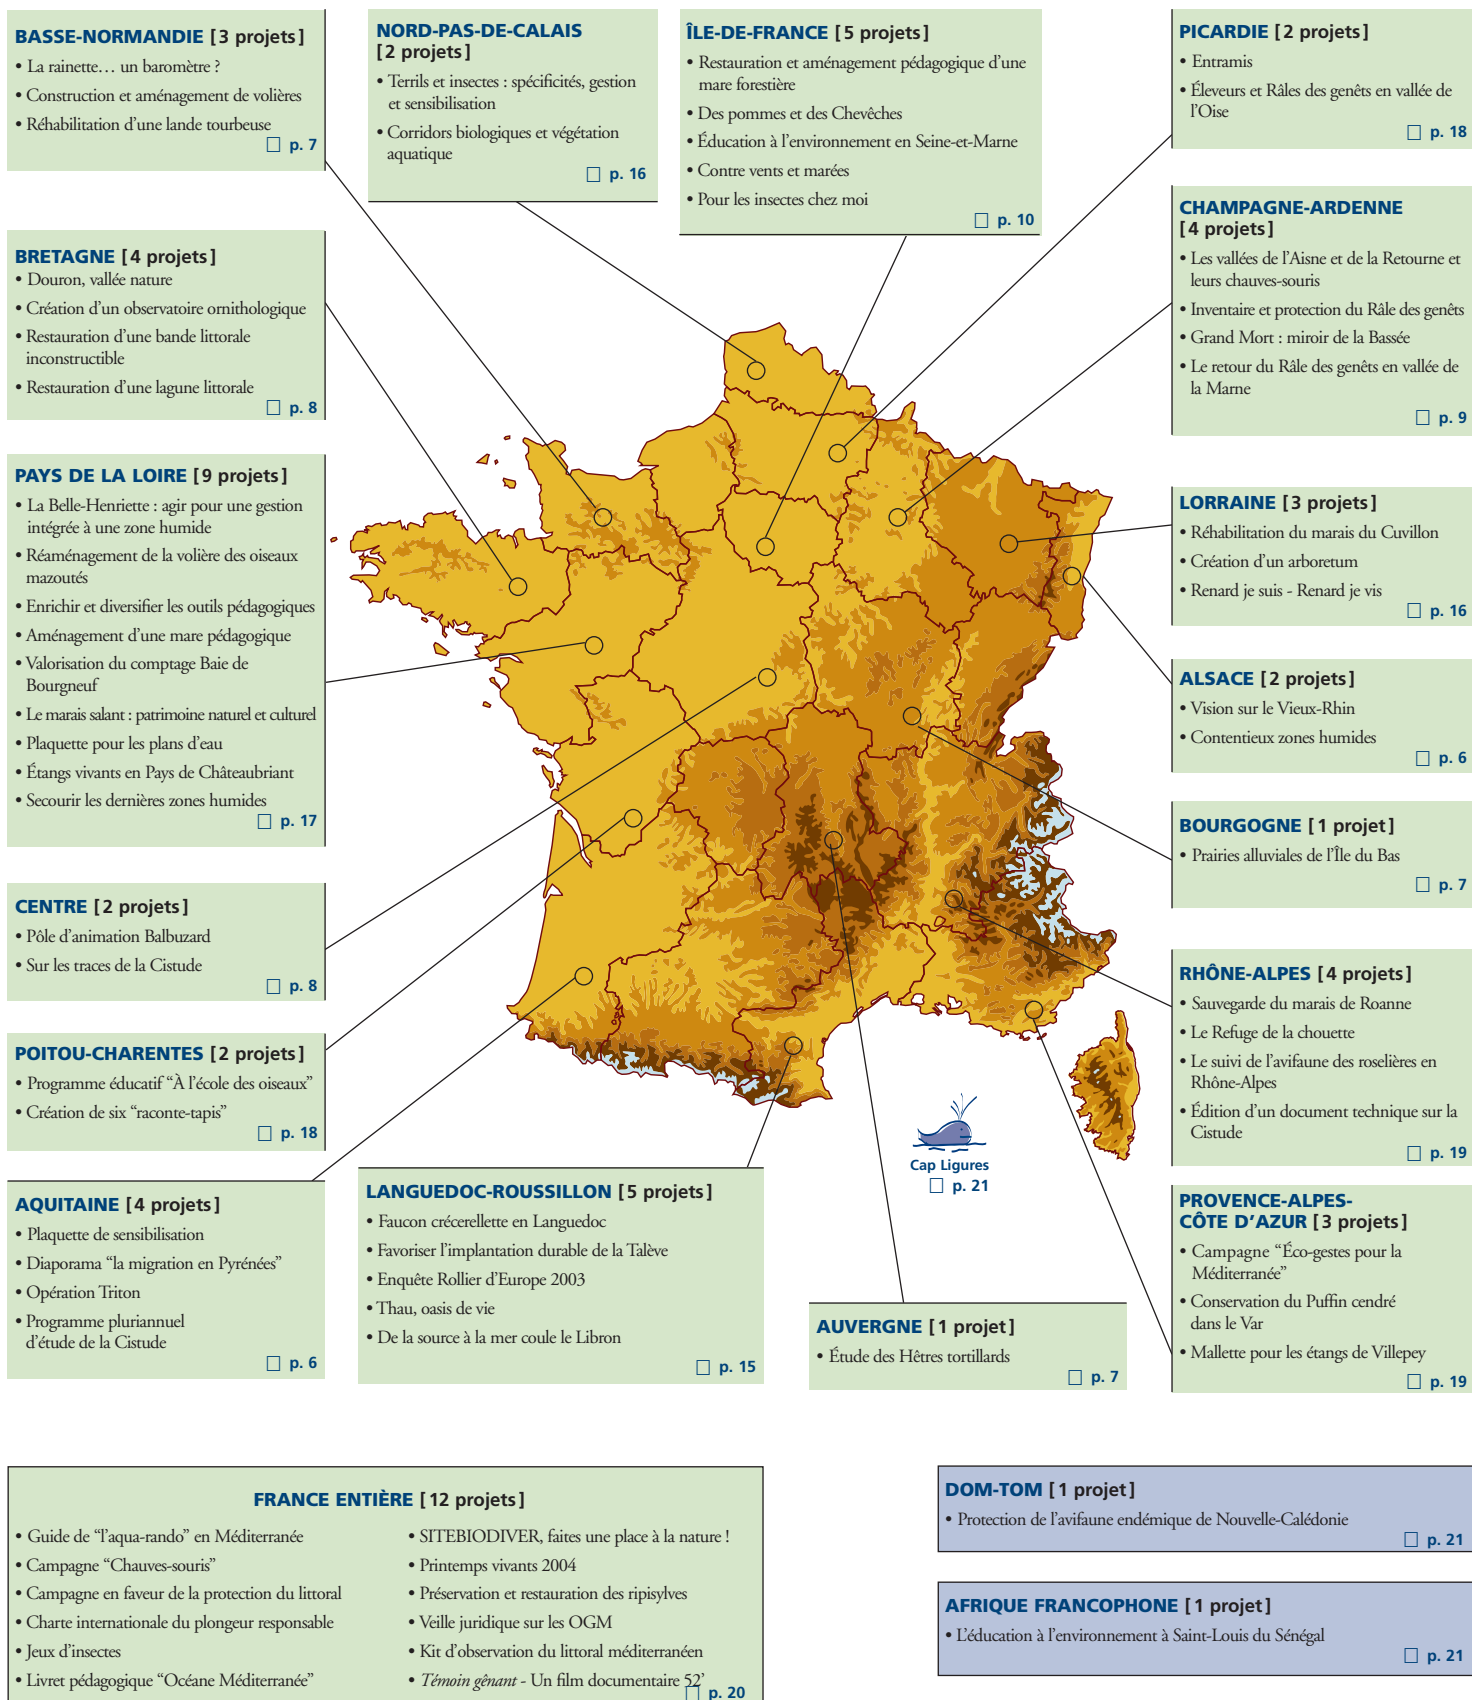 BASSE-NORMANDIE [3 projets]
• La rainette… un baromètre ?
• Construction et aménagement de volières
• Réhabilitation d'une lande tourbeuse
□ p. 7
NORD-PAS-DE-CALAIS
[2 projets]
• Terrils et insectes : spécificités, gestion
et sensibilisation
• Corridors biologiques et végétation
aquatique
□ p. 16
ÎLE-DE-FRANCE [5 projets]
• Restauration et aménagement pédagogique d'une
mare forestière
• Des pommes et des Chevêches
• Éducation à l'environnement en Seine-et-Marne
• Contre vents et marées
• Pour les insectes chez moi
□ p. 10
PICARDIE [2 projets]
• Entramis
• Éleveurs et Râles des genêts en vallée de
l'Oise
□ p. 18
BRETAGNE [4 projets]
• Douron, vallée nature
• Création d'un observatoire ornithologique
• Restauration d'une bande littorale
inconstructible
• Restauration d'une lagune littorale
□ p. 8
CHAMPAGNE-ARDENNE
[4 projets]
• Les vallées de l'Aisne et de la Retourne et
leurs chauves-souris
• Inventaire et protection du Râle des genêts
• Grand Mort : miroir de la Bassée
• Le retour du Râle des genêts en vallée de
la Marne
□ p. 9
PAYS DE LA LOIRE [9 projets]
• La Belle-Henriette : agir pour une gestion
intégrée à une zone humide
• Réaménagement de la volière des oiseaux
mazoutés
• Enrichir et diversifier les outils pédagogiques
• Aménagement d'une mare pédagogique
• Valorisation du comptage Baie de
Bourgneuf
• Le marais salant : patrimoine naturel et culturel
• Plaquette pour les plans d'eau
• Étangs vivants en Pays de Châteaubriant
• Secourir les dernières zones humides
□ p. 17
LORRAINE [3 projets]
• Réhabilitation du marais du Cuvillon
• Création d'un arboretum
• Renard je suis - Renard je vis
□ p. 16
ALSACE [2 projets]
• Vision sur le Vieux-Rhin
• Contentieux zones humides
□ p. 6
BOURGOGNE [1 projet]
• Prairies alluviales de l'Île du Bas
□ p. 7
CENTRE [2 projets]
• Pôle d'animation Balbuzard
• Sur les traces de la Cistude
□ p. 8
RHÔNE-ALPES [4 projets]
• Sauvegarde du marais de Roanne
• Le Refuge de la chouette
• Le suivi de l'avifaune des roselières en
Rhône-Alpes
• Édition d'un document technique sur la
Cistude
□ p. 19
POITOU-CHARENTES [2 projets]
• Programme éducatif “À l'école des oiseaux”
• Création de six “raconte-tapis”
□ p. 18
Cap Ligures
□ p. 21
AQUITAINE [4 projets]
• Plaquette de sensibilisation
• Diaporama “la migration en Pyrénées”
• Opération Triton
• Programme pluriannuel
d'étude de la Cistude
□ p. 6
LANGUEDOC-ROUSSILLON [5 projets]
• Faucon crécerellette en Languedoc
• Favoriser l'implantation durable de la Talève
• Enquête Rollier d'Europe 2003
• Thau, oasis de vie
• De la source à la mer coule le Libron
□ p. 15
AUVERGNE [1 projet]
• Étude des Hêtres tortillards
□ p. 7
PROVENCE-ALPES-
CÔTE D'AZUR [3 projets]
• Campagne “Éco-gestes pour la
Méditerranée”
• Conservation du Puffin cendré
dans le Var
• Mallette pour les étangs de Villepey
□ p. 19
FRANCE ENTIÈRE [12 projets]
• Guide de “l'aqua-rando” en Méditerranée
• Campagne “Chauves-souris”
• Campagne en faveur de la protection du littoral
• Charte internationale du plongeur responsable
• Jeux d'insectes
• Livret pédagogique “Océane Méditerranée”
• SITEBIODIVER, faites une place à la nature !
• Printemps vivants 2004
• Préservation et restauration des ripisylves
• Veille juridique sur les OGM
• Kit d'observation du littoral méditerranéen
• Témoin gênant - Un film documentaire 52'
□ p. 20
DOM-TOM [1 projet]
• Protection de l'avifaune endémique de Nouvelle-Calédonie
□ p. 21
AFRIQUE FRANCOPHONE [1 projet]
• L'éducation à l'environnement à Saint-Louis du Sénégal
□ p. 21